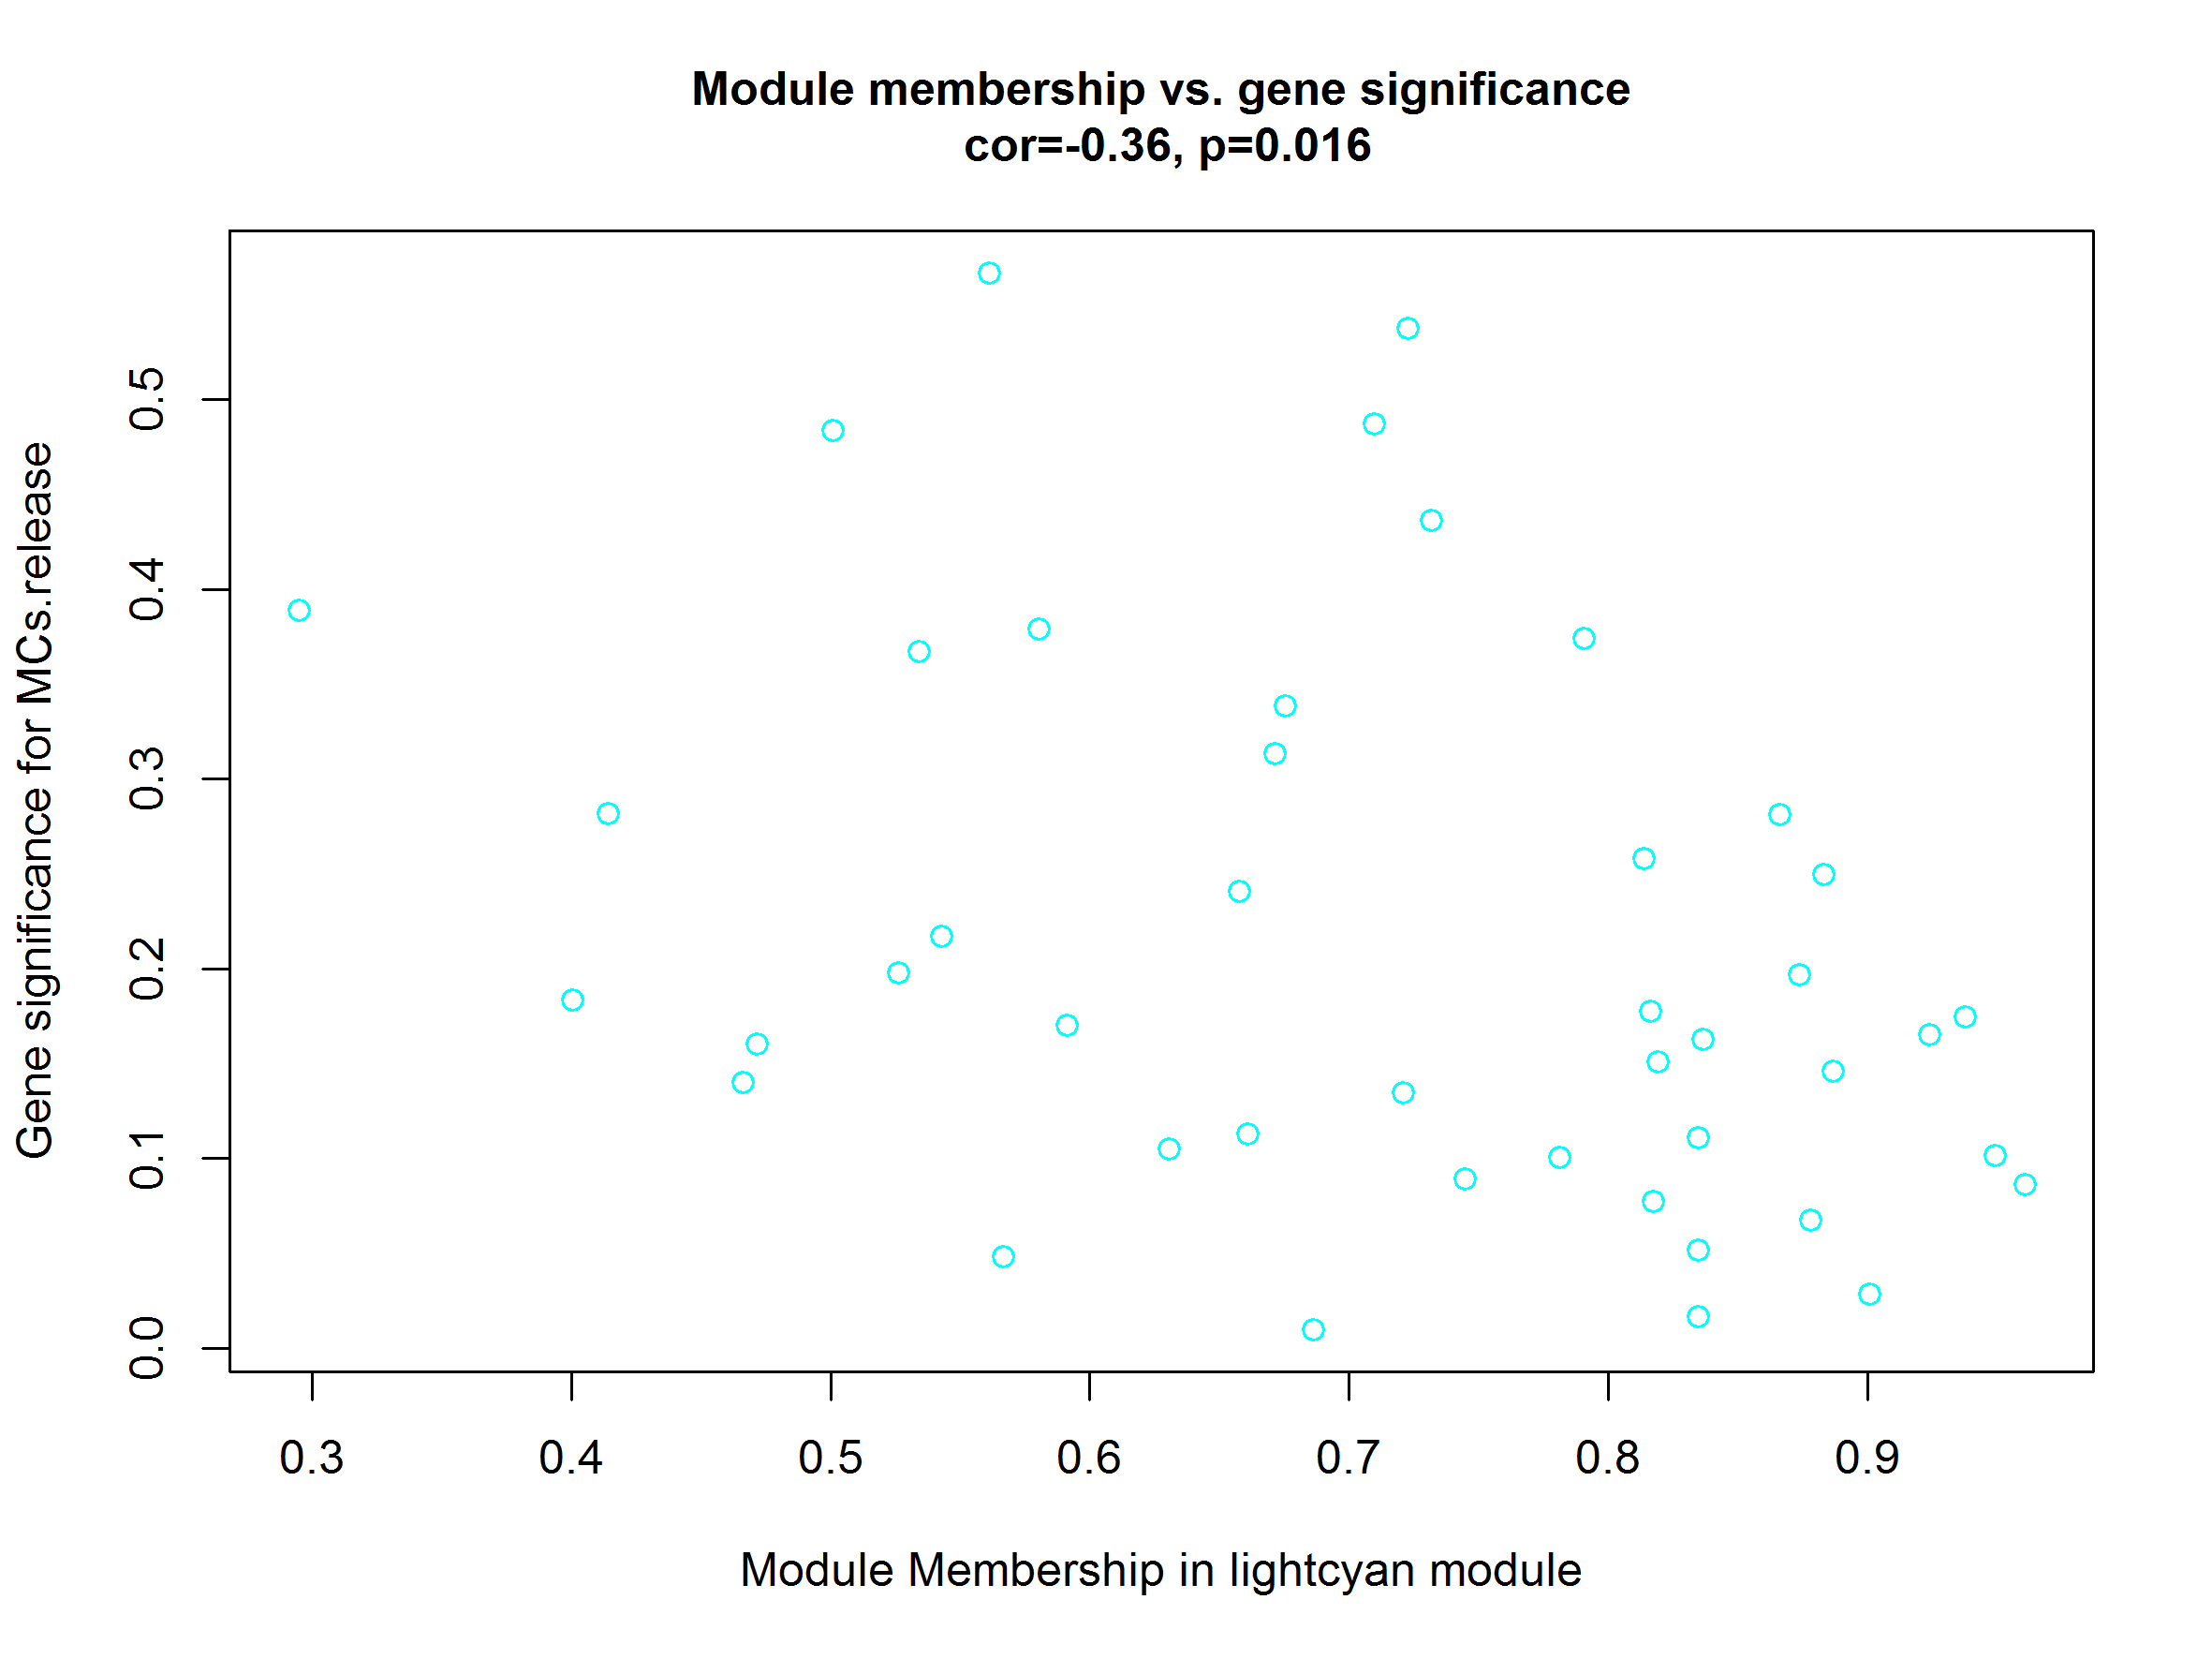 Module membership vs. gene significance
cor=-0.36, p=0.016
Gene significance for MCs.release
0.5
0.4
0.3
0.2
0.1
0.0
0.3 0.4 0.5 0.6 0.7 0.8 0.9
Module Membership in lightcyan module